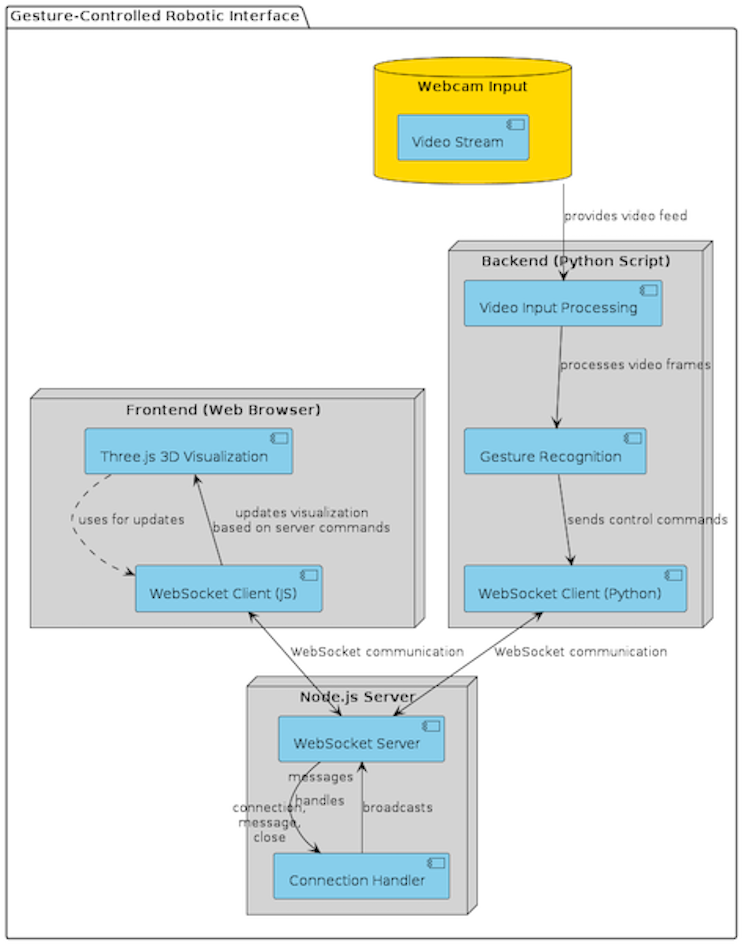 Gesture-Controlled Robotic Interface
Webcam Input
Video Stream
provides video feed
Backend (Python Script)
Video Input Processing
processes video frames
Frontend (Web Browser)
Three.js 3D Visualization
Gesture Recognition
uses for updates
updates visualization
based on server commands
sends control commands
WebSocket Client (JS)
WebSocket Client (Python)
WebSocket communication
WebSocket communication
Node.js Server
WebSocket Server
messages
handles
connection,
message,
close
broadcasts
Connection Handler